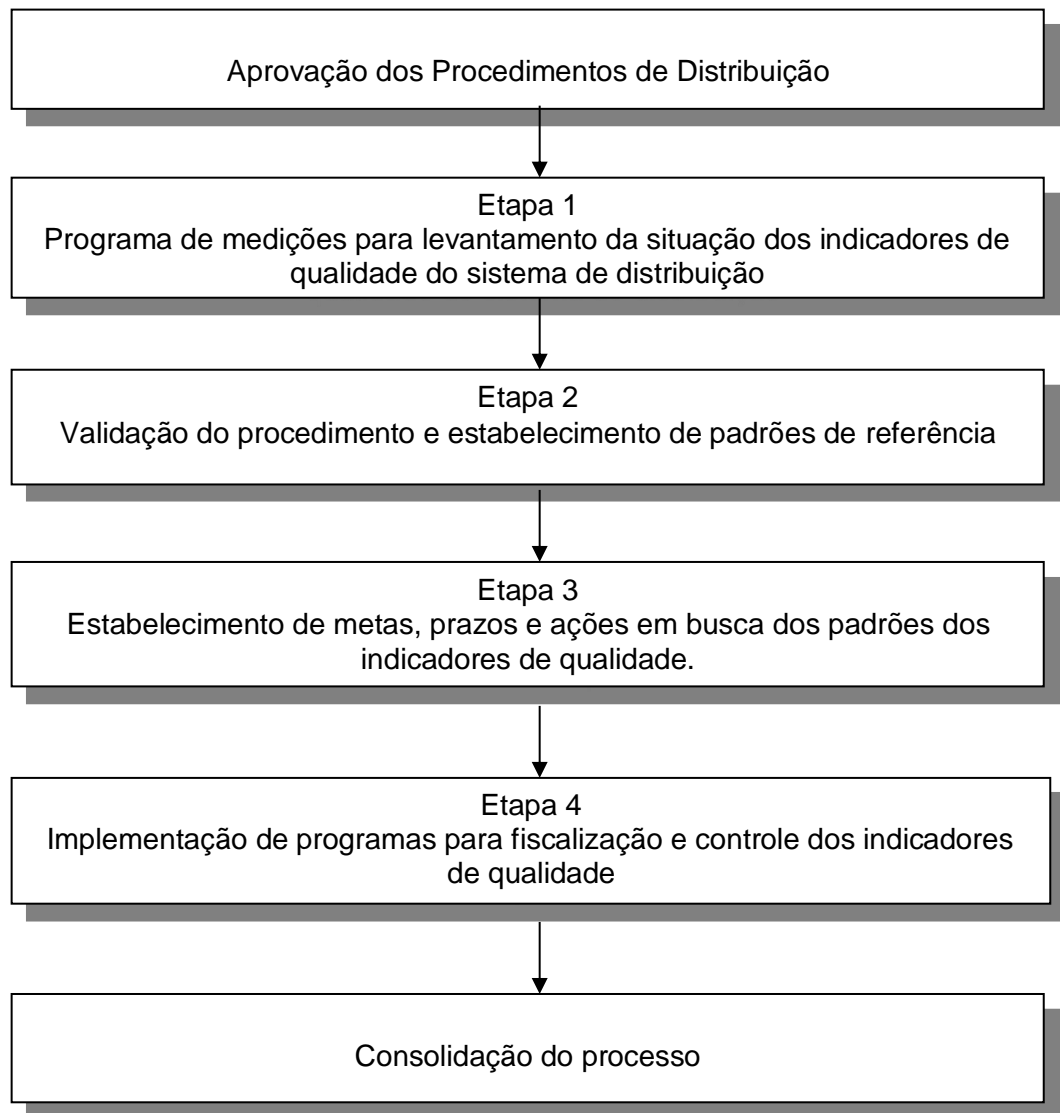 Aprovação dos Procedimentos de Distribuição
Etapa 1
Programa de medições para levantamento da situação dos indicadores de
qualidade do sistema de distribuição
Etapa 2
Validação do procedimento e estabelecimento de padrões de referência
Etapa 3
Estabelecimento de metas, prazos e ações em busca dos padrões dos
indicadores de qualidade.
Etapa 4
Implementação de programas para fiscalização e controle dos indicadores
de qualidade
Consolidação do processo